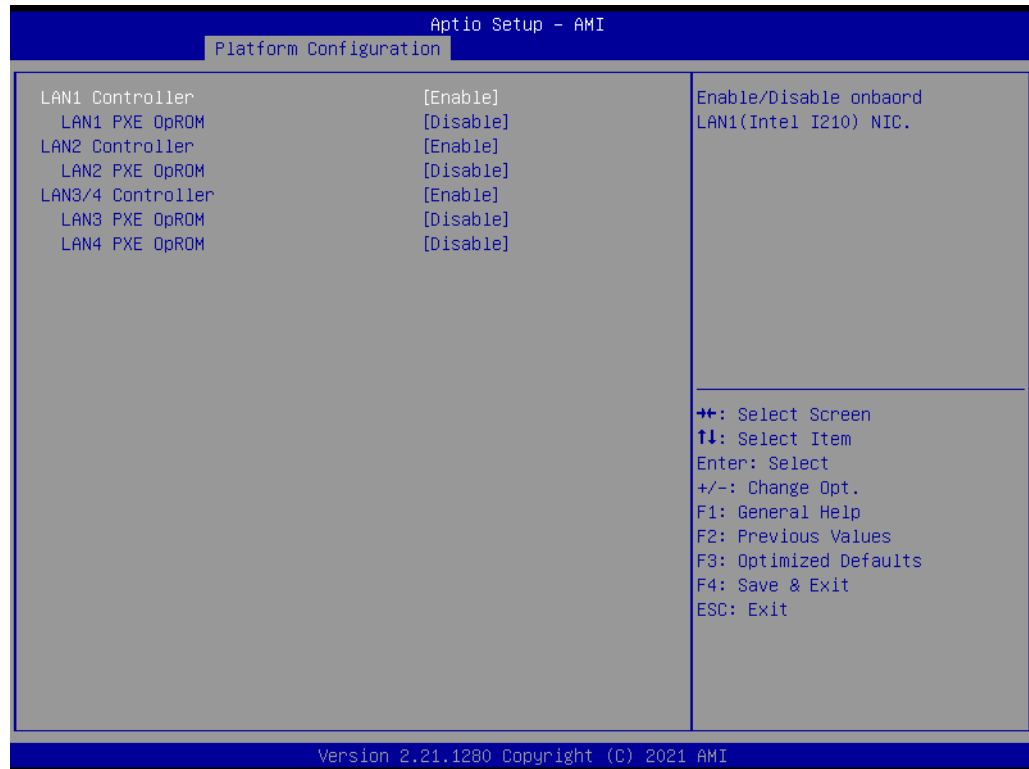 Aptio Setup – AMI
Platform Configuration
LAN1 Controller [Enable]
LAN1 PXE OpROM [Disable]
LAN2 Controller [Enable]
LAN2 PXE OpROM [Disable]
LAN3/4 Controller [Enable]
LAN3 PXE OpROM [Disable]
LAN4 PXE OpROM [Disable]
Enable/Disable onbaord
LAN1(Intel I210) NIC.
→←: Select Screen
↑↓: Select Item
Enter: Select
+/-: Change Opt.
F1: General Help
F2: Previous Values
F3: Optimized Defaults
F4: Save & Exit
ESC: Exit
Version 2.21.1280 Copyright (C) 2021 AMI